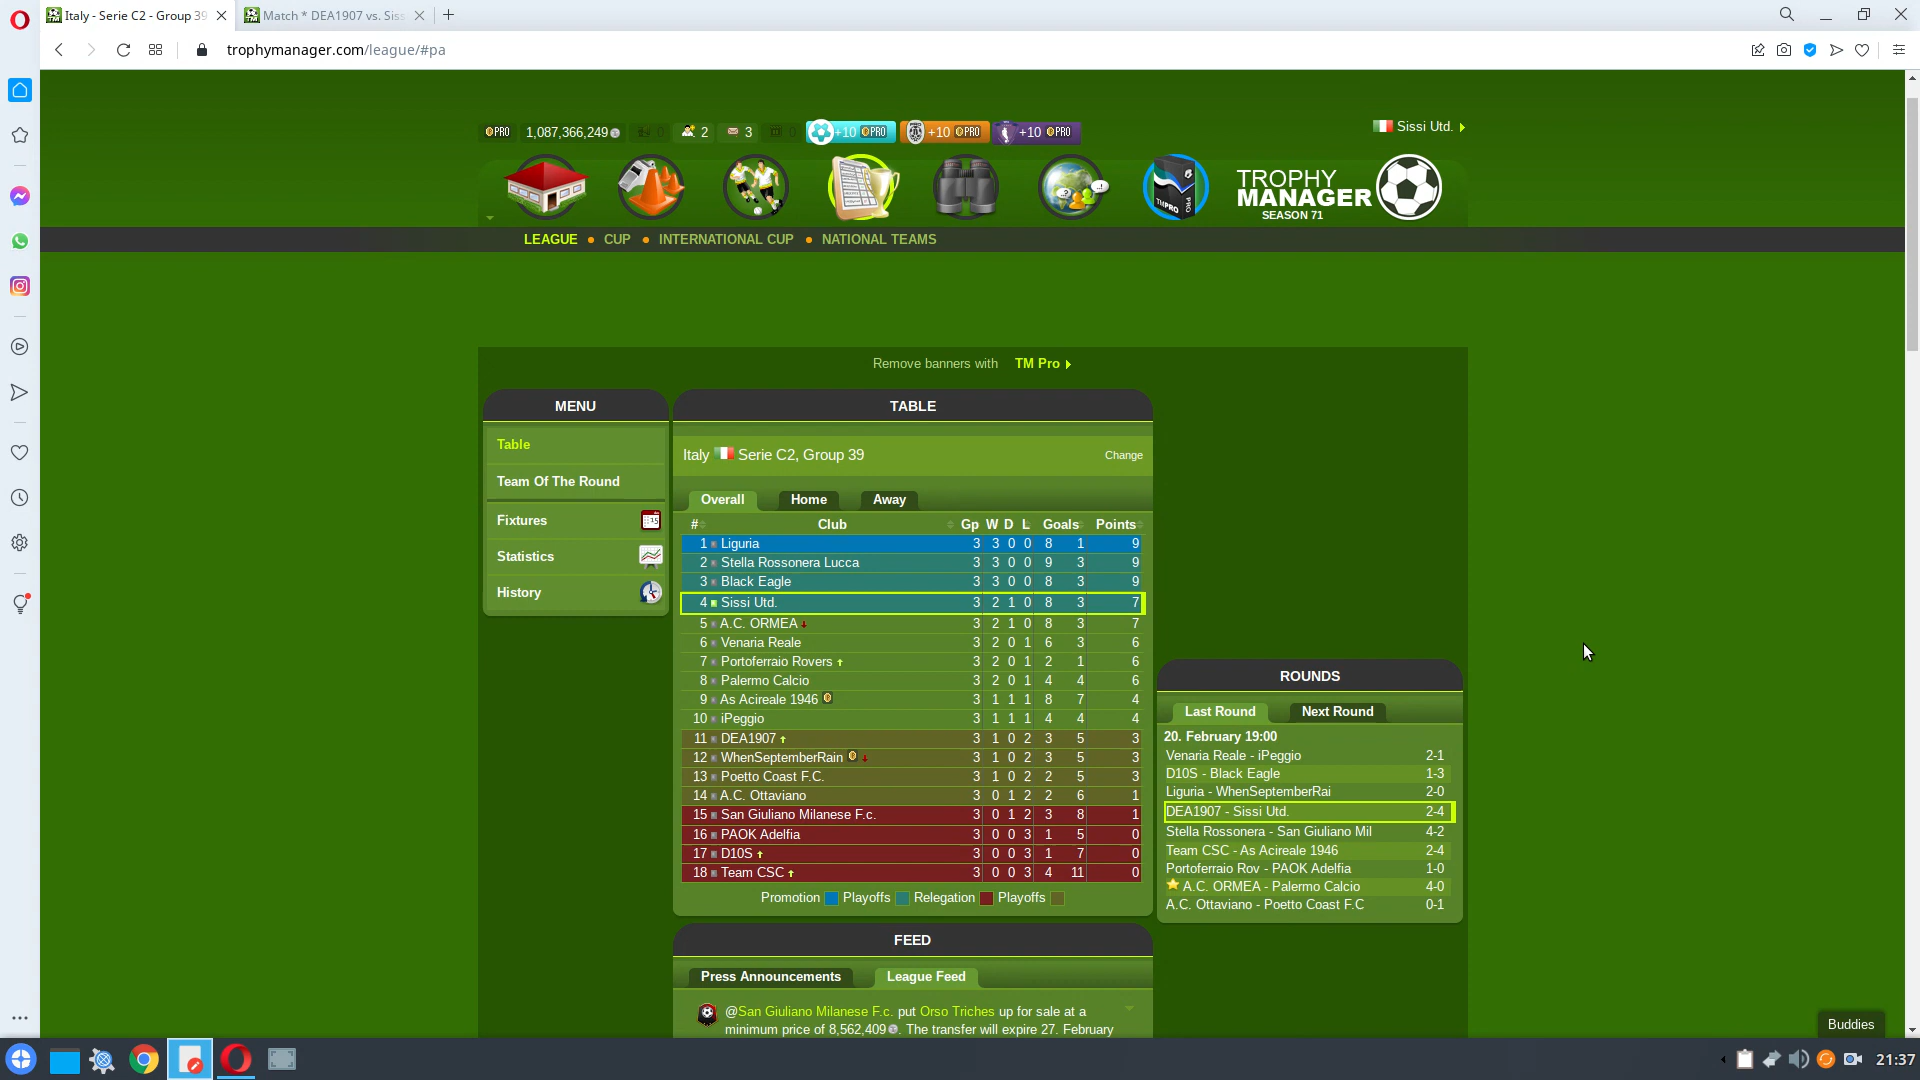 Italy - Serie C2 - Group 39
Match * DEA1907 vs. Siss
trophymanager.com/league/#pa
PRO 1,087,366,249 0 2 3 0 +10 PRO +10 PRO +10 PRO
Sissi Utd.
TROPHY
MANAGER
SEASON 71
TMPRO PRO
LEAGUE • CUP • INTERNATIONAL CUP • NATIONAL TEAMS
Remove banners with TM Pro
MENU
Table
Team Of The Round
Fixtures
Statistics
History
TABLE
Italy Serie C2, Group 39 Change
Overall Home Away
# Club Gp W D L Goals Points
1 Liguria 3 3 0 0 8 1 9
2 Stella Rossonera Lucca 3 3 0 0 9 3 9
3 Black Eagle 3 3 0 0 8 3 9
4 Sissi Utd. 3 2 1 0 8 3 7
5 A.C. ORMEA 3 2 1 0 8 3 7
6 Venaria Reale 3 2 0 1 6 3 6
7 Portoferraio Rovers 3 2 0 1 2 1 6
8 Palermo Calcio 3 2 0 1 4 4 6
9 As Acireale 1946 3 1 1 1 8 7 4
10 iPeggio 3 1 1 1 4 4 4
11 DEA1907 3 1 0 2 3 5 3
12 WhenSeptemberRain 3 1 0 2 3 5 3
13 Poetto Coast F.C. 3 1 0 2 2 5 3
14 A.C. Ottaviano 3 0 1 2 2 6 1
15 San Giuliano Milanese F.c. 3 0 1 2 3 8 1
16 PAOK Adelfia 3 0 0 3 1 5 0
17 D10S 3 0 0 3 1 7 0
18 Team CSC 3 0 0 3 4 11 0
Promotion Playoffs Relegation Playoffs
ROUNDS
Last Round Next Round
20. February 19:00
Venaria Reale - iPeggio 2-1
D10S - Black Eagle 1-3
Liguria - WhenSeptemberRai 2-0
DEA1907 - Sissi Utd. 2-4
Stella Rossonera - San Giuliano Mil 4-2
Team CSC - As Acireale 1946 2-4
Portoferraio Rov - PAOK Adelfia 1-0
A.C. ORMEA - Palermo Calcio 4-0
A.C. Ottaviano - Poetto Coast F.C 0-1
FEED
Press Announcements League Feed
@San Giuliano Milanese F.c. put Orso Triches up for sale at a
minimum price of 8,562,409. The transfer will expire 27. February
Buddies
21:37